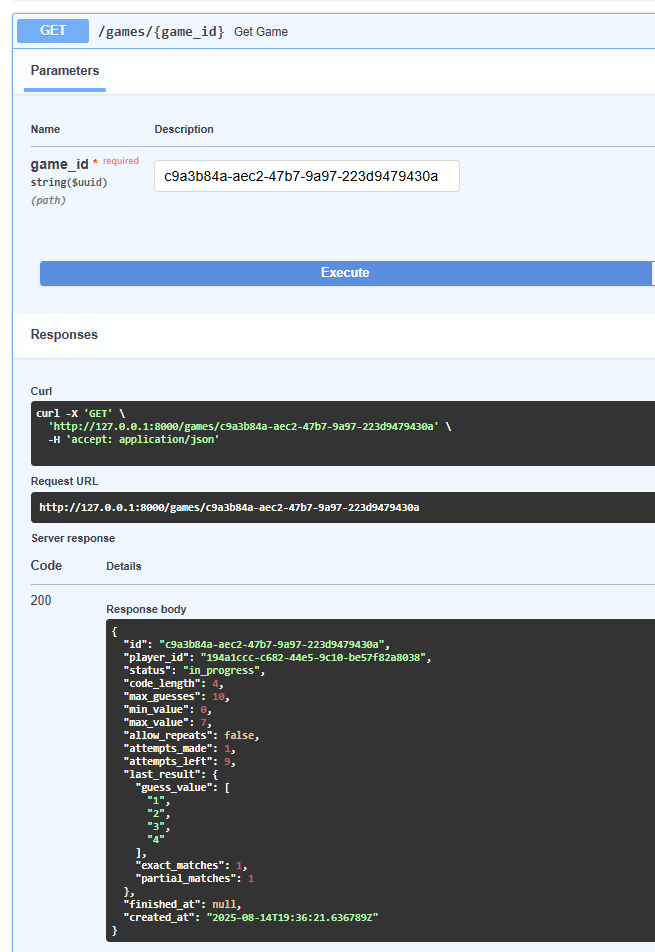 GET /games/{game_id} Get Game
Parameters
Name Description
game_id * required
string($uuid)
(path)
c9a3b84a-aec2-47b7-9a97-223d9479430a
Execute
Responses
Curl
curl -X 'GET' \
  'http://127.0.0.1:8000/games/c9a3b84a-aec2-47b7-9a97-223d9479430a' \
  -H 'accept: application/json'
Request URL
http://127.0.0.1:8000/games/c9a3b84a-aec2-47b7-9a97-223d9479430a
Server response
Code Details
200
Response body
{
  "id": "c9a3b84a-aec2-47b7-9a97-223d9479430a",
  "player_id": "194a1ccc-c682-44e5-9c10-be57f82a8038",
  "status": "in_progress",
  "code_length": 4,
  "max_guesses": 10,
  "min_value": 0,
  "max_value": 7,
  "allow_repeats": false,
  "attempts_made": 1,
  "attempts_left": 9,
  "last_result": {
    "guess_value": [
      "1",
      "2",
      "3",
      "4"
    ],
    "exact_matches": 1,
    "partial_matches": 1
  },
  "finished_at": null,
  "created_at": "2025-08-14T19:36:21.636789Z"
}